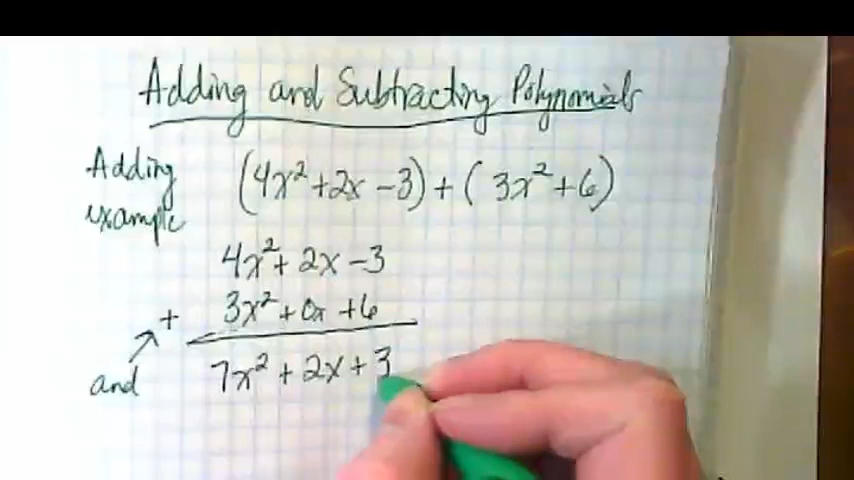 Adding and Subtracting Polynomials
Adding example
(4x² + 2x - 3) + ( 3x² + 6)
4x² + 2x - 3
+ 3x² + 0x + 6
and
7x² + 2x + 3